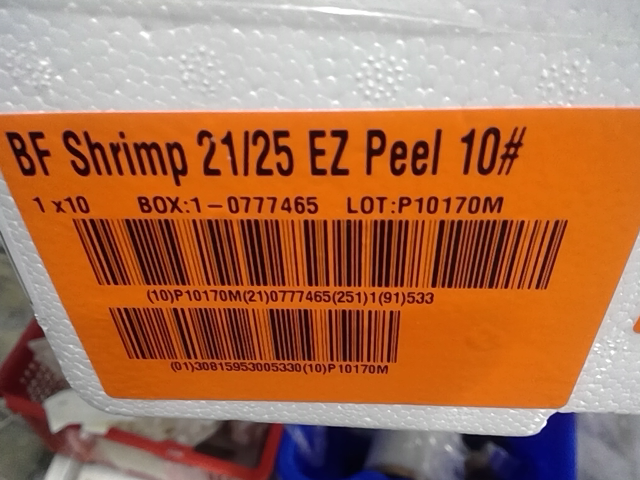 BF Shrimp 21/25 EZ Peel 10#
1 x10 BOX:1-0777465 LOT:P10170M
(10)P10170M(21)0777465(251)1(91)533
(01)30815953005330(10)P10170M